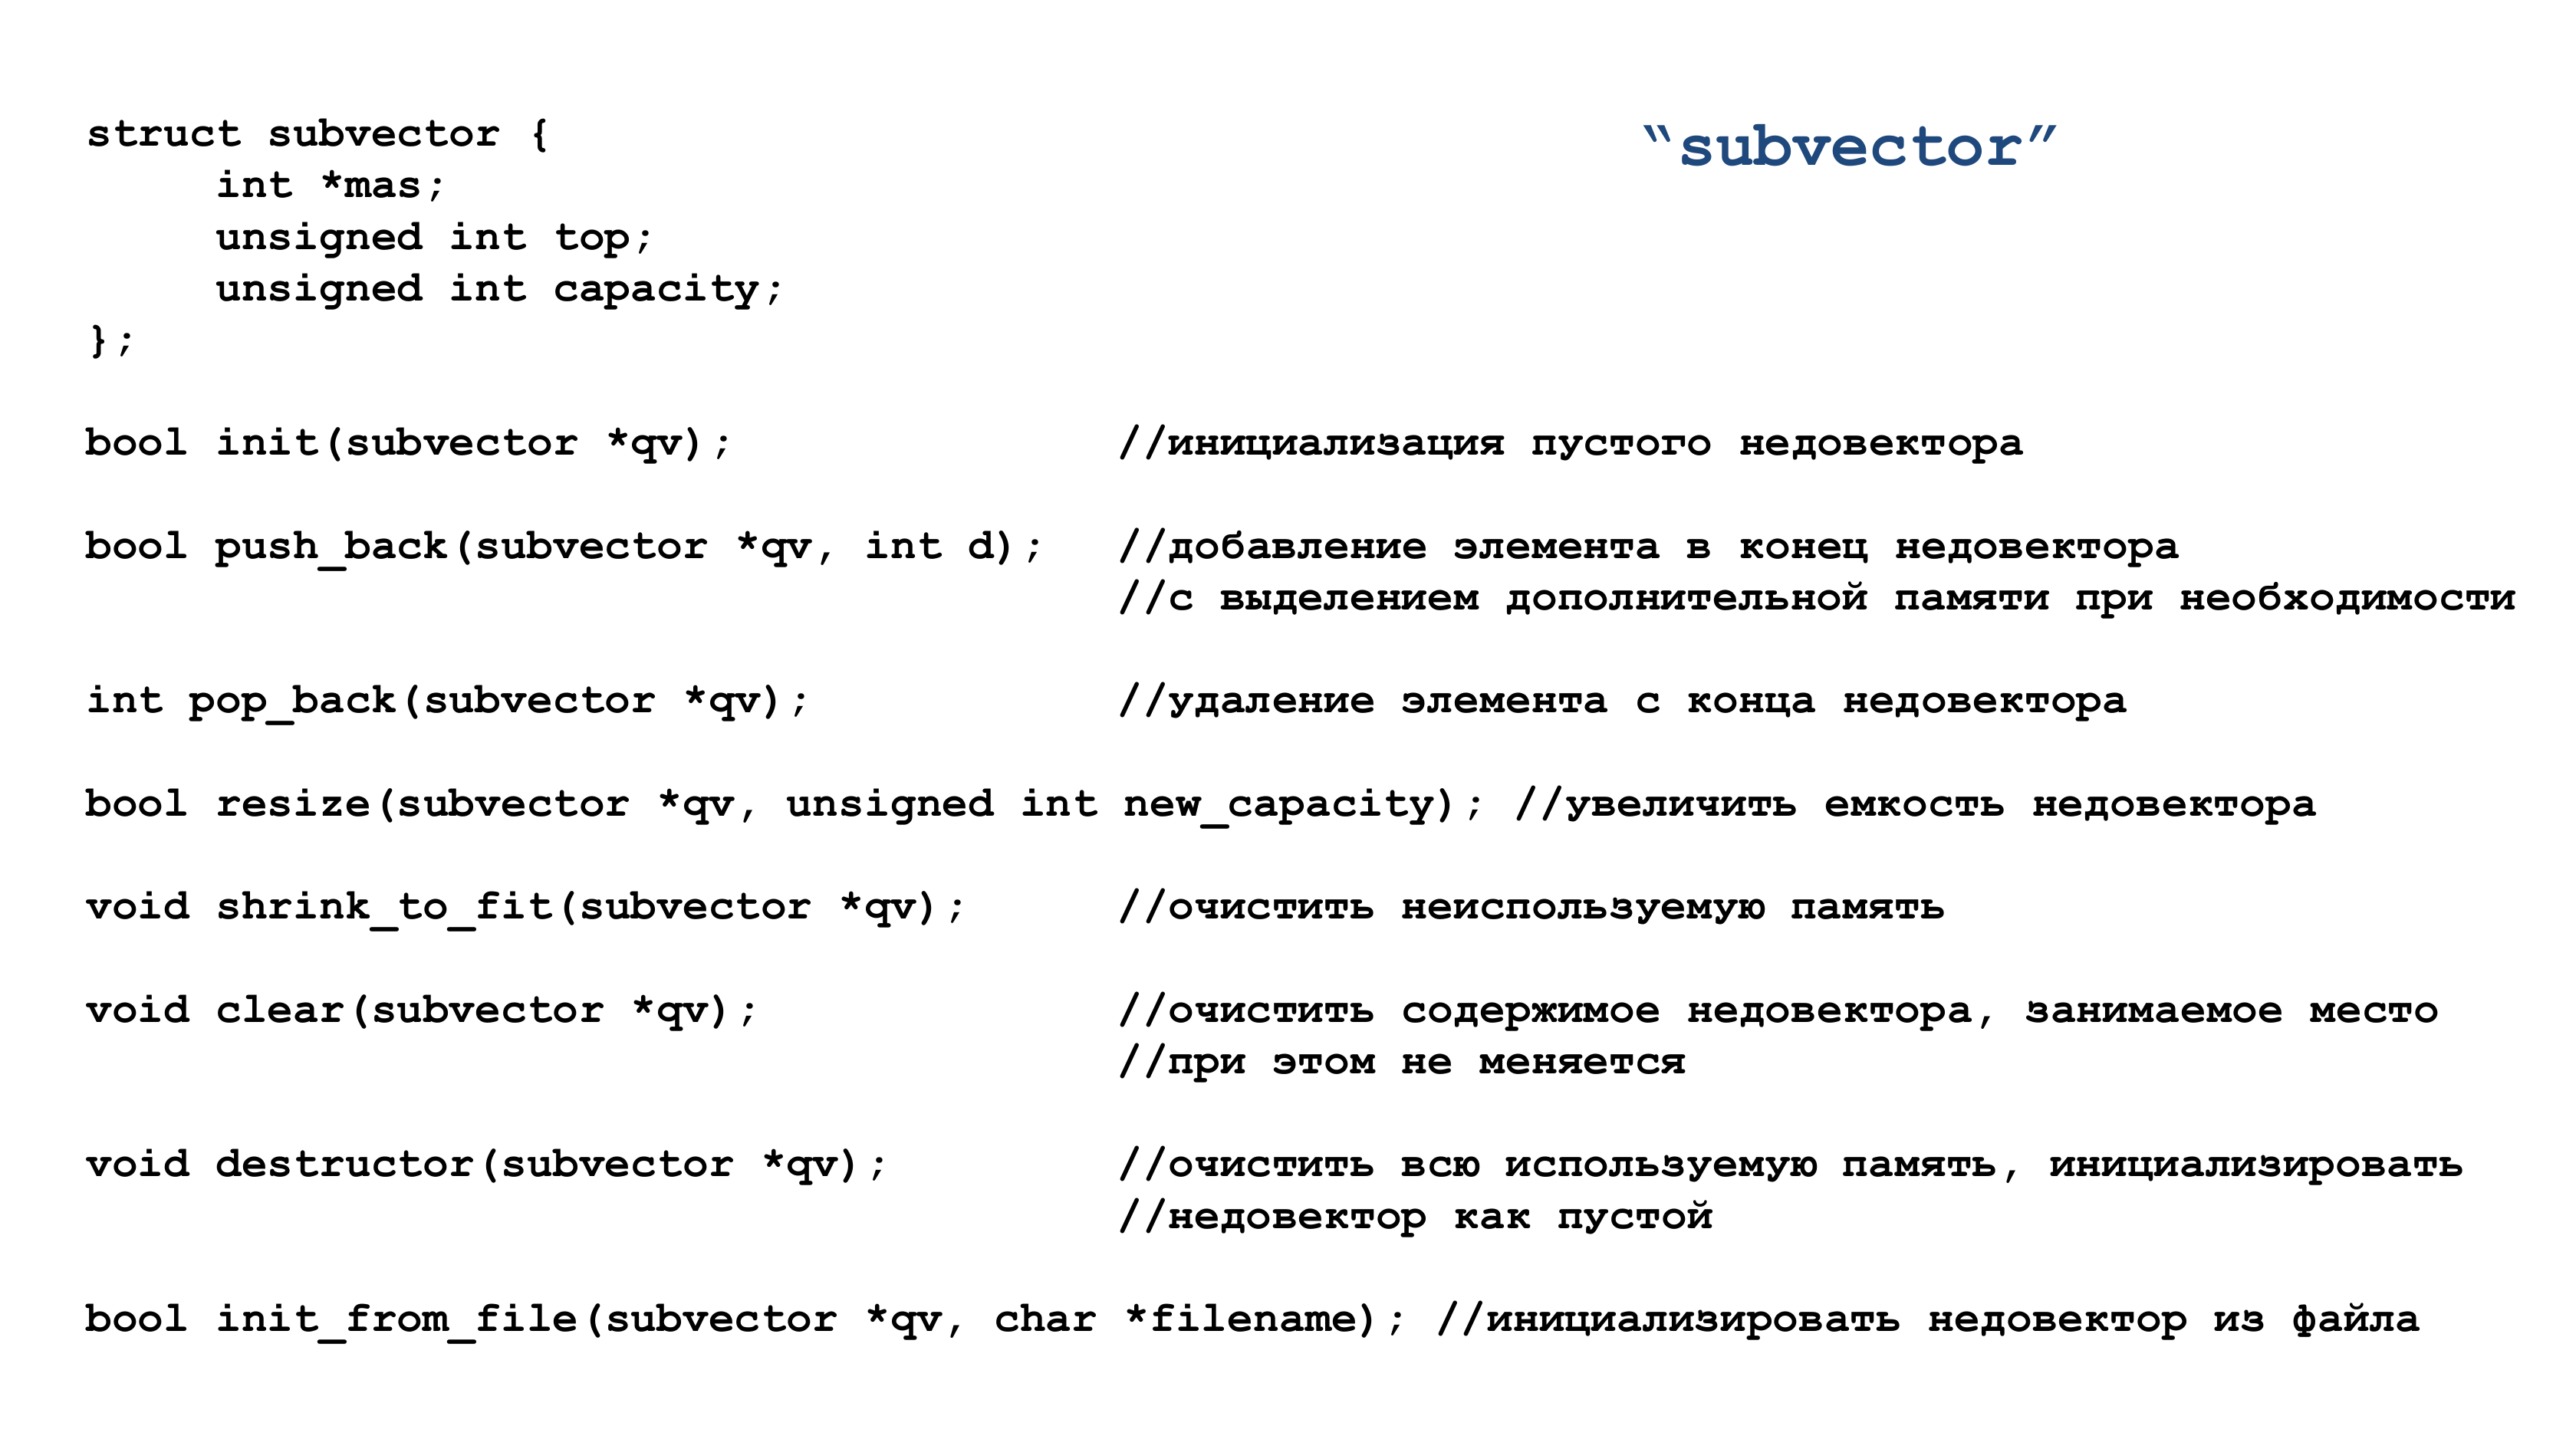 “subvector”
struct subvector {
int *mas;
unsigned int top;
unsigned int capacity;
};
bool init(subvector *qv); //инициализация пустого недовектора
bool push_back(subvector *qv, int d); //добавление элемента в конец недовектора
//с выделением дополнительной памяти при необходимости
int pop_back(subvector *qv); //удаление элемента с конца недовектора
bool resize(subvector *qv, unsigned int new_capacity); //увеличить емкость недовектора
void shrink_to_fit(subvector *qv); //очистить неиспользуемую память
void clear(subvector *qv); //очистить содержимое недовектора, занимаемое место
//при этом не меняется
void destructor(subvector *qv); //очистить всю используемую память, инициализировать
//недовектор как пустой
bool init_from_file(subvector *qv, char *filename); //инициализировать недовектор из файла